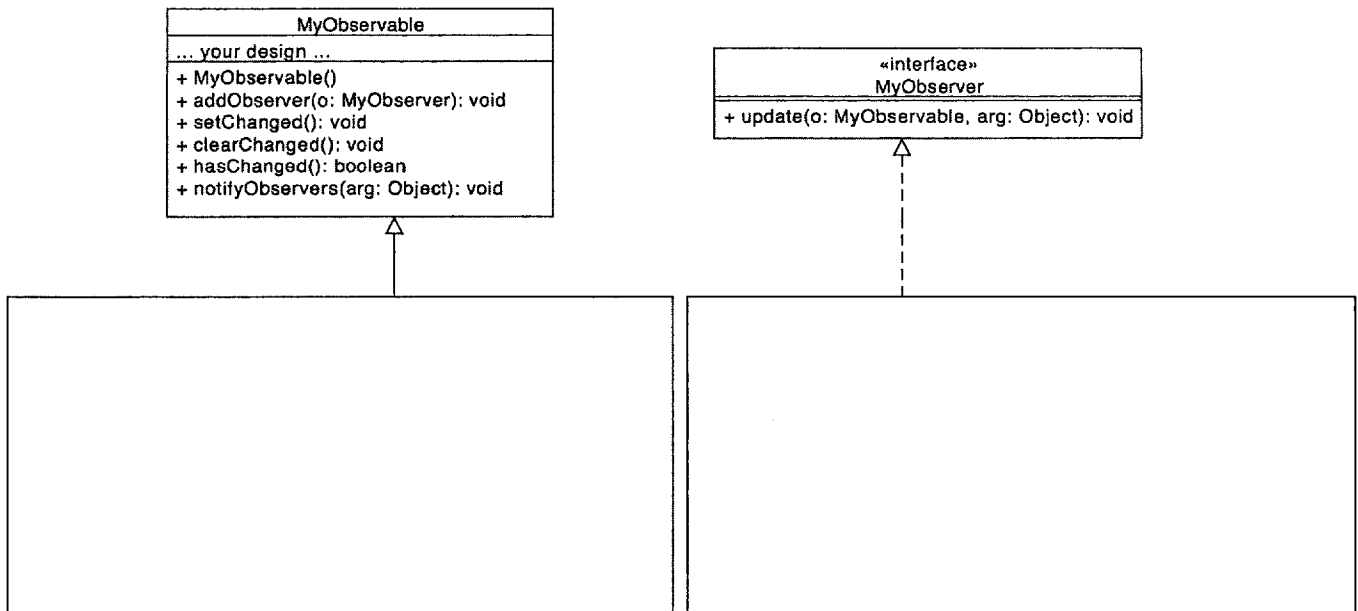 MyObservable
... your design ...
+ MyObservable()
+ addObserver(o: MyObserver): void
+ setChanged(): void
+ clearChanged(): void
+ hasChanged(): boolean
+ notifyObservers(arg: Object): void
«interface»
MyObserver
+ update(o: MyObservable, arg: Object): void